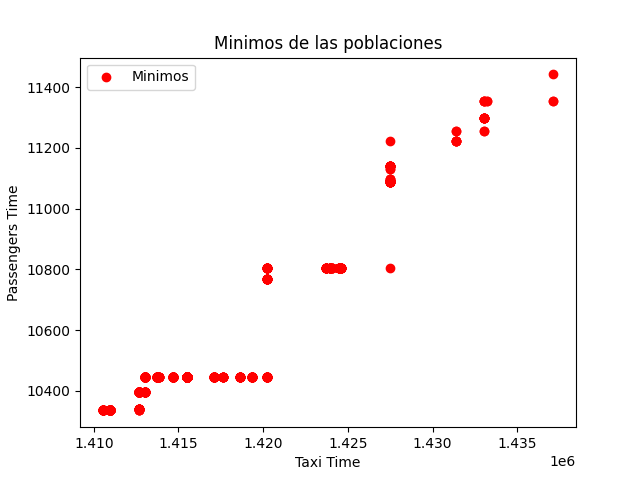 Minimos de las poblaciones
Minimos
11400
11200
11000
10800
10600
10400
Passengers Time
1.410 1.415 1.420 1.425 1.430 1.435
1e6
Taxi Time